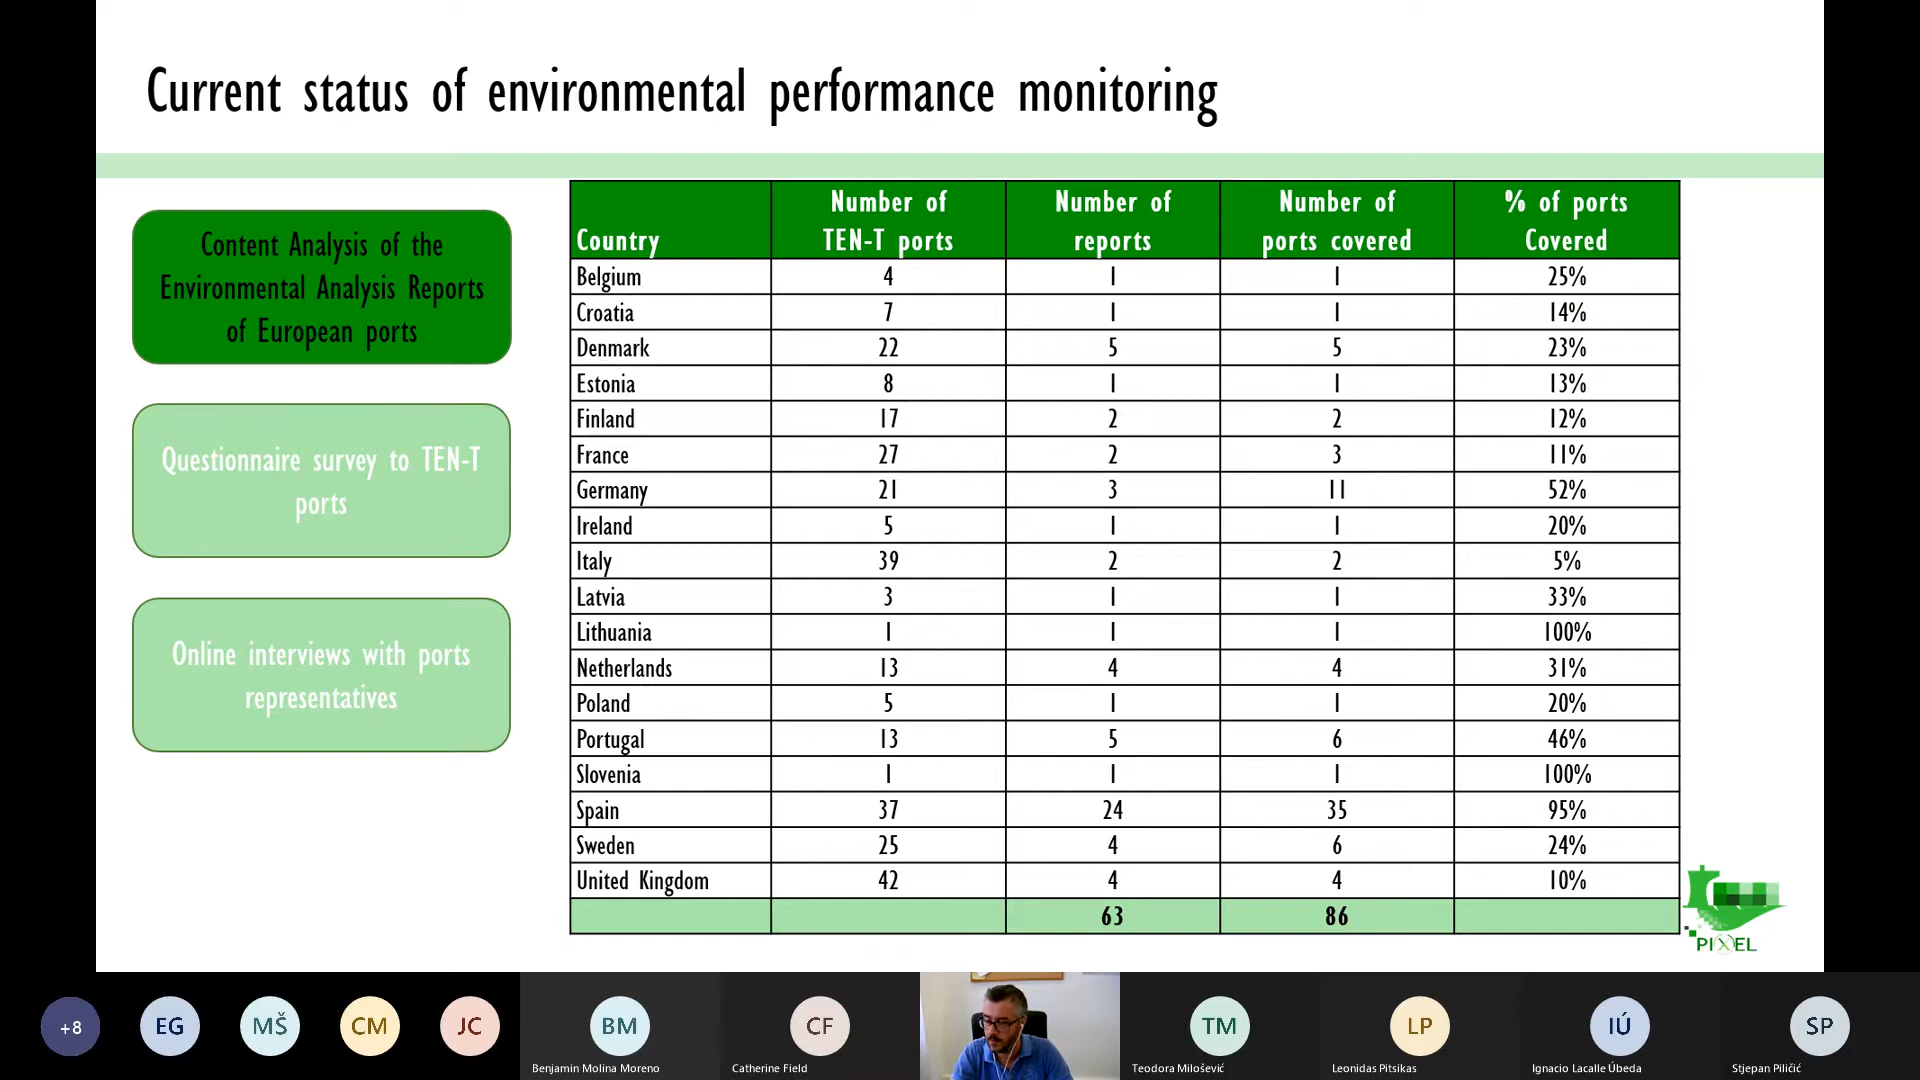 Current status of environmental performance monitoring
Content Analysis of the
Environmental Analysis Reports
of European ports
Questionnaire survey to TEN-T
ports
Online interviews with ports
representatives
Country Number of TEN-T ports Number of reports Number of ports covered % of ports Covered
Belgium 4 1 1 25%
Croatia 7 1 1 14%
Denmark 22 5 5 23%
Estonia 8 1 1 13%
Finland 17 2 2 12%
France 27 2 3 11%
Germany 21 3 11 52%
Ireland 5 1 1 20%
Italy 39 2 2 5%
Latvia 3 1 1 33%
Lithuania 1 1 1 100%
Netherlands 13 4 4 31%
Poland 5 1 1 20%
Portugal 13 5 6 46%
Slovenia 1 1 1 100%
Spain 37 24 35 95%
Sweden 25 4 6 24%
United Kingdom 42 4 4 10%
63 86
PIXEL
+8 EG MŠ CM JC BM CF TM LP IÚ SP
Benjamin Molina Moreno Catherine Field Teodora Milošević Leonidas Pitsikas Ignacio Lacalle Úbeda Stjepan Piličić